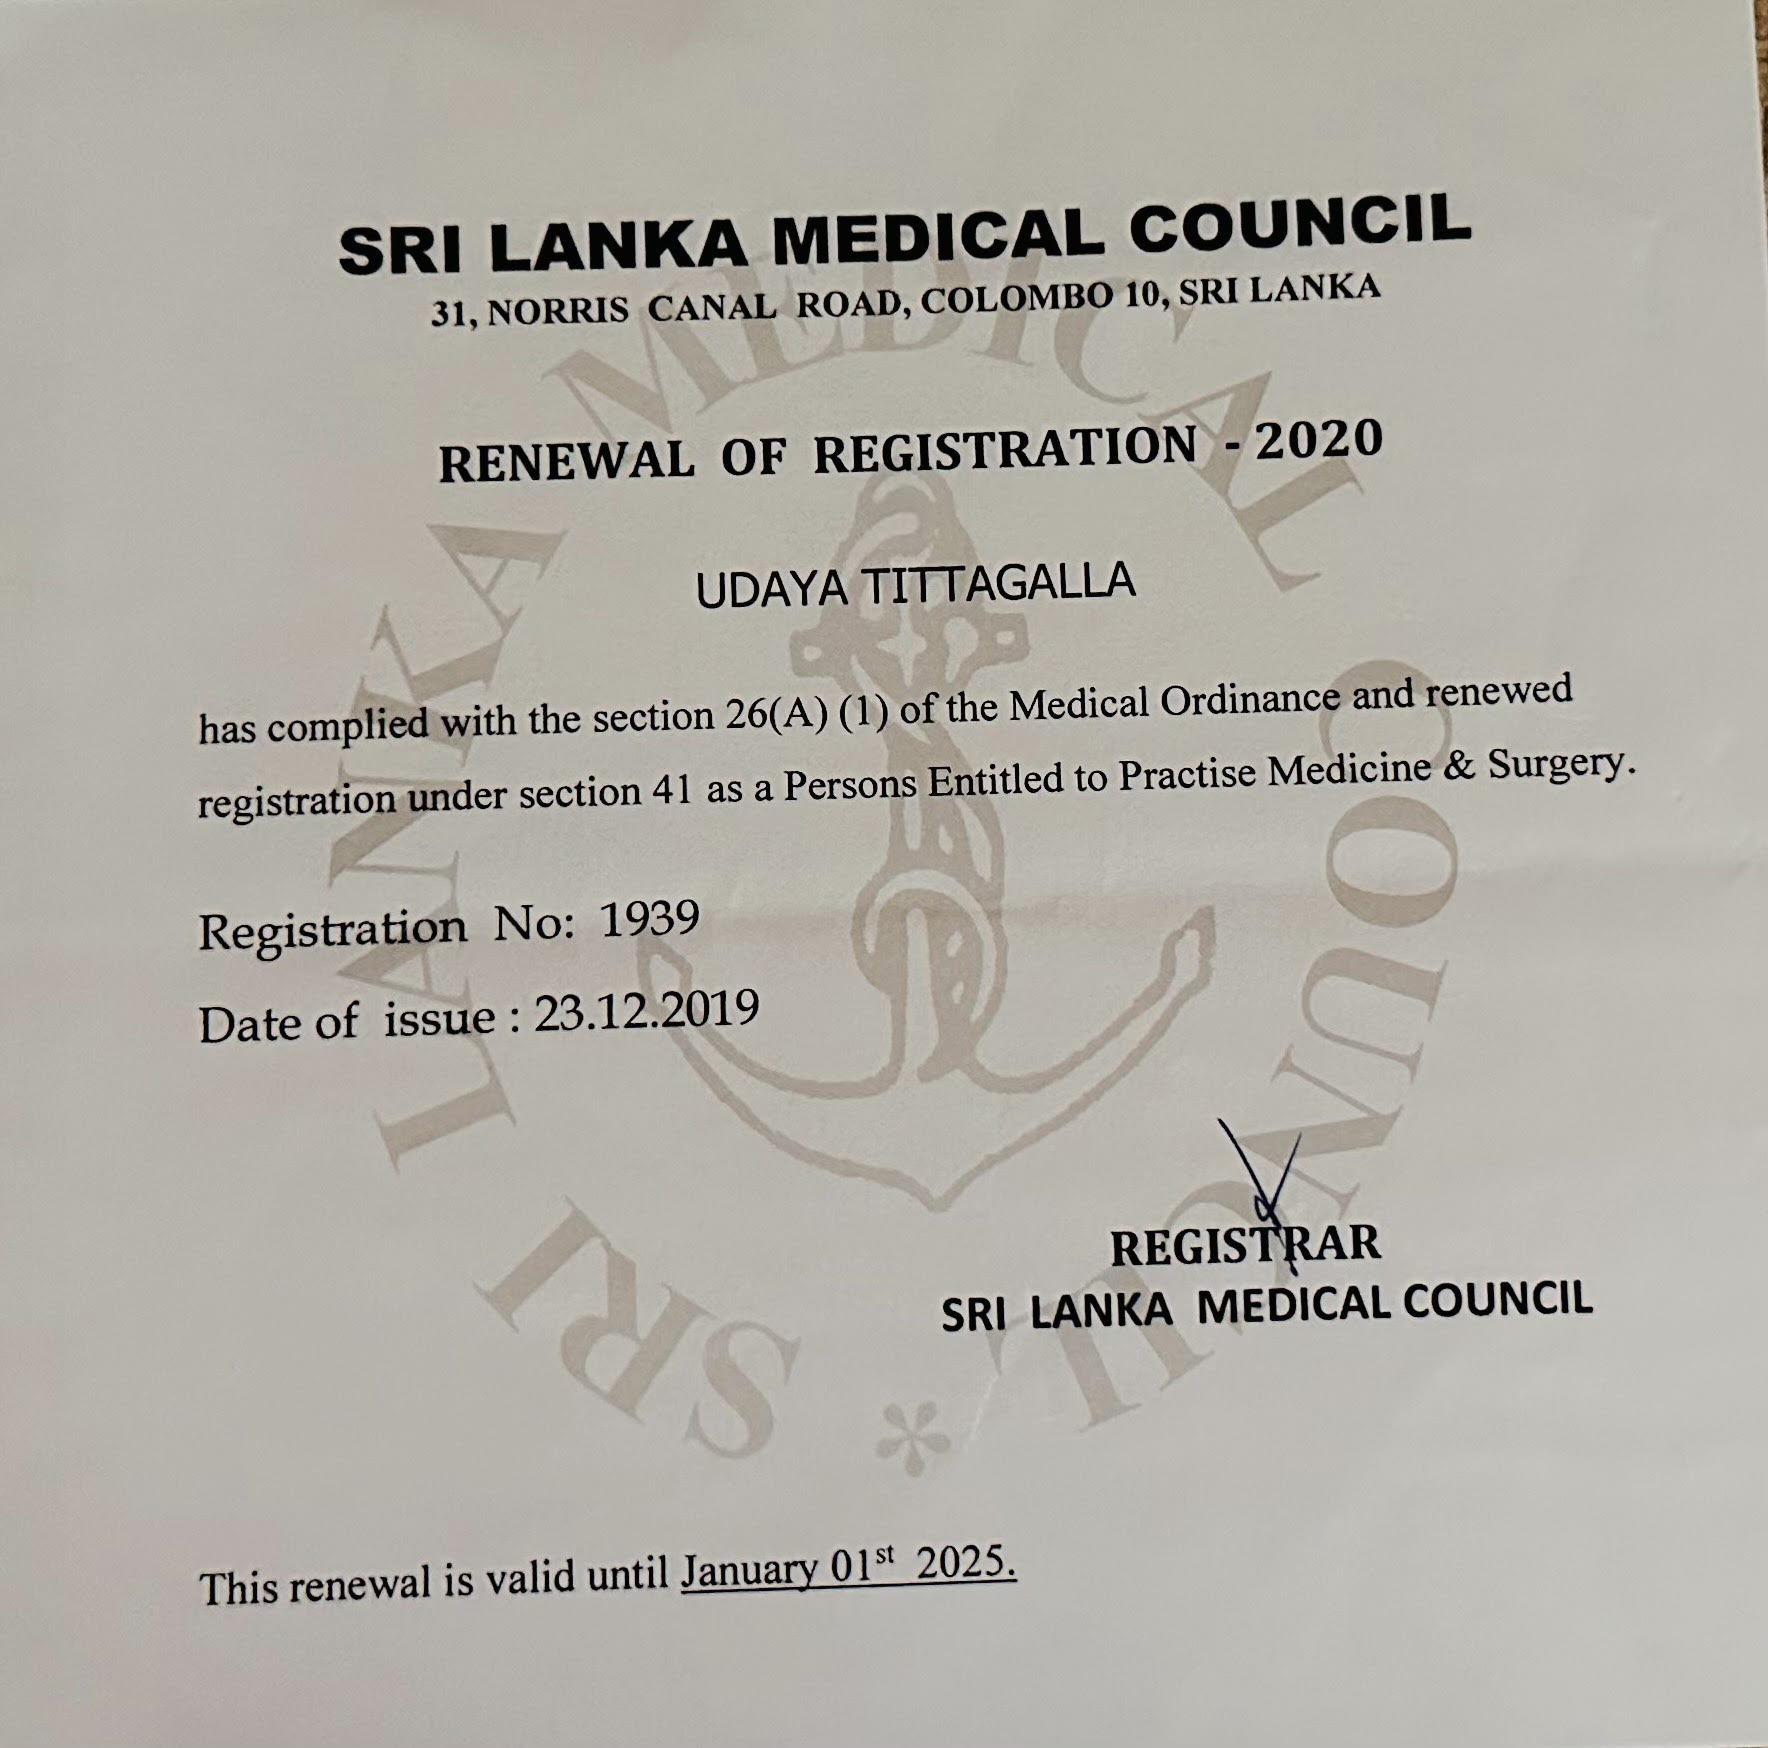 SRI LANKA MEDICAL COUNCIL
31, NORRIS CANAL ROAD, COLOMBO 10, SRI LANKA
RENEWAL OF REGISTRATION - 2020
UDAYA TITTAGALLA
has complied with the section 26(A) (1) of the Medical Ordinance and renewed
registration under section 41 as a Persons Entitled to Practise Medicine & Surgery.
Registration No: 1939
Date of issue : 23.12.2019
REGISTRAR
SRI LANKA MEDICAL COUNCIL
This renewal is valid until January 01st 2025.
SRI LANKA MEDICAL COUNCIL *